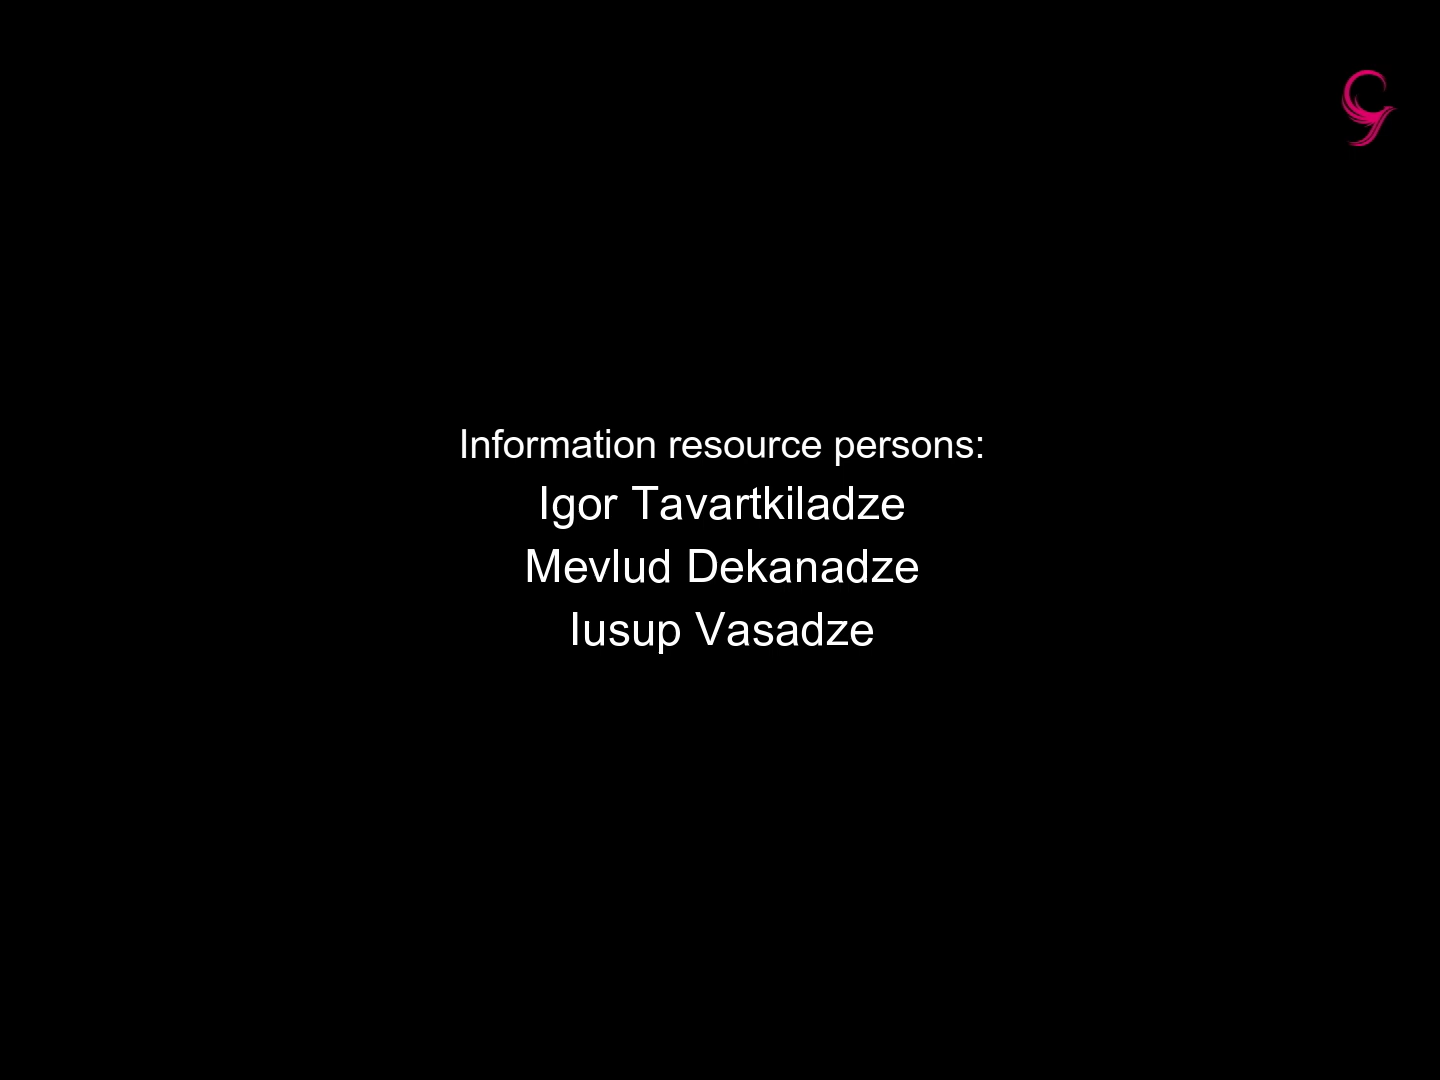 Information resource persons:
Igor Tavartkiladze
Mevlud Dekanadze
Iusup Vasadze